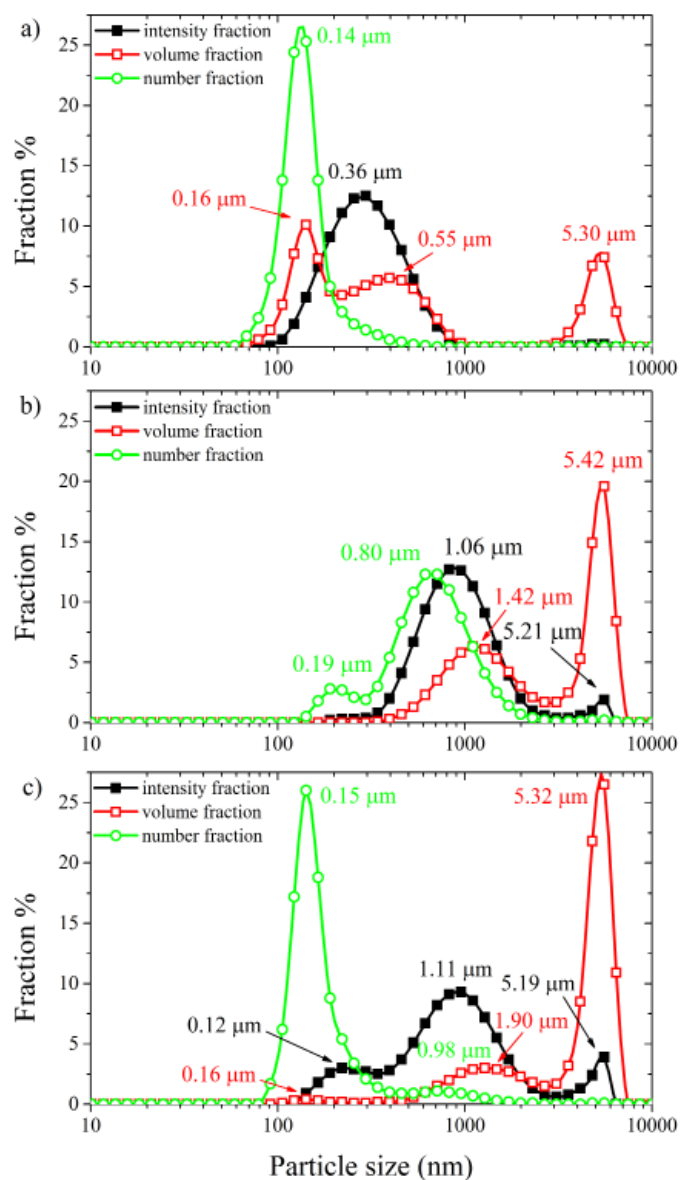 a)
intensity fraction
volume fraction
number fraction
0.14 μm
0.36 μm
0.16 μm
0.55 μm
5.30 μm
Fraction %
25
20
15
10
5
0
10 100 1000 10000
b)
intensity fraction
volume fraction
number fraction
5.42 μm
0.80 μm
1.06 μm
1.42 μm
5.21 μm
0.19 μm
Fraction %
25
20
15
10
5
0
10 100 1000 10000
c)
intensity fraction
volume fraction
number fraction
0.15 μm
5.32 μm
1.11 μm
5.19 μm
0.12 μm
1.90 μm
0.98 μm
0.16 μm
Fraction %
25
20
15
10
5
0
10 100 1000 10000
Particle size (nm)